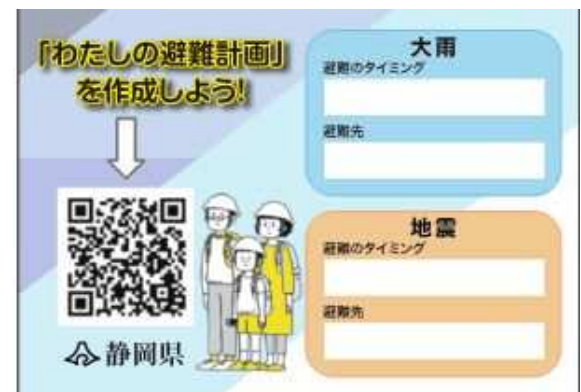 「わたしの避難計画」
を作成しよう!
静岡県
大雨
避難のタイミング
避難先
地震
避難のタイミング
避難先